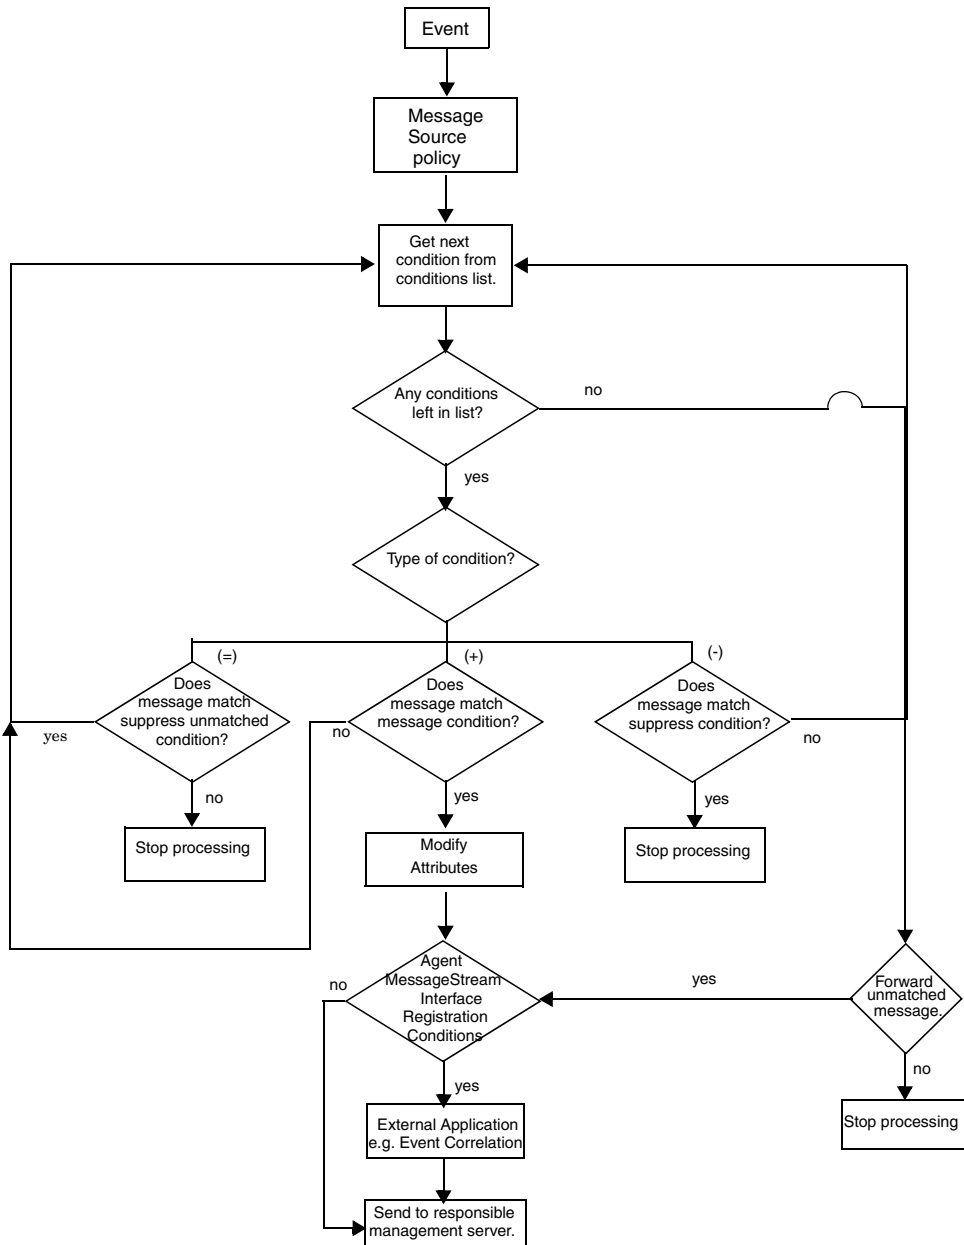 Event
Message
Source
policy
Get next
condition from
conditions list.
Any conditions
left in list?
no
yes
Type of condition?
(=)
(+)
(-)
Does
message match
suppress unmatched
condition?
yes
no
Stop processing
Does
message match
message condition?
no
yes
Modify
Attributes
Does
message match
suppress condition?
no
yes
Stop processing
Agent
MessageStream
Interface
Registration
Conditions
no
yes
yes
Forward
unmatched
message.
no
Stop processing
External Application
e.g. Event Correlation
Send to responsible
management server.